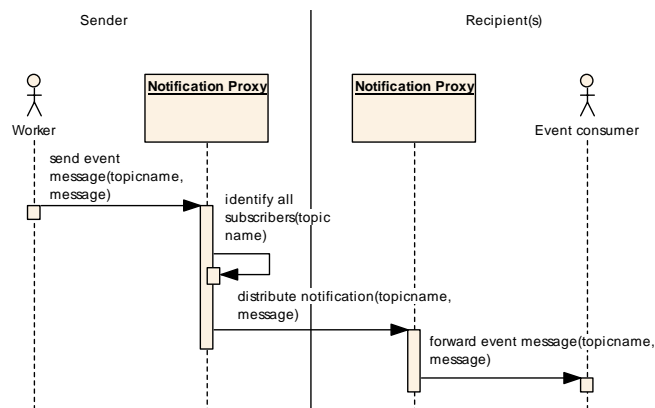 Sender
Recipient(s)
Notification Proxy
Notification Proxy
Worker
Event consumer
send event
message(topicname,
message)
identify all
subscribers(topic
name)
distribute notification(topicname,
message)
forward event message(topicname,
message)